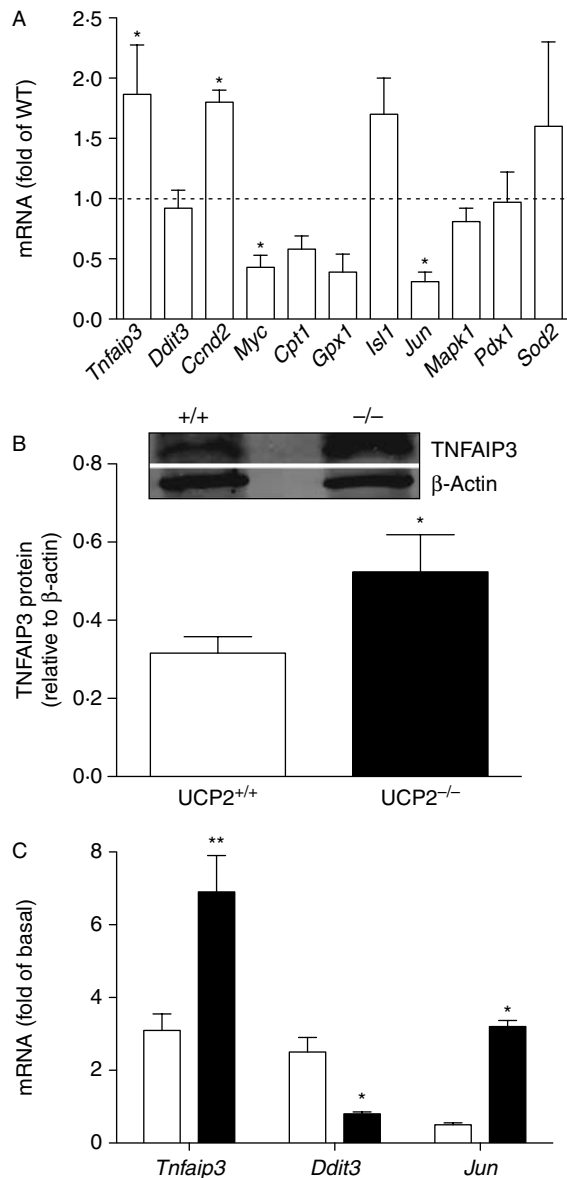 A
mRNA (fold of WT)
2·5
2·0
1·5
1·0
0·5
0·0
* * * *
Tnfaip3 Ddit3 Ccnd2 Myc Cpt1 Gpx1 Isl1 Jun Mapk1 Pdx1 Sod2
B
+/+ –/–
TNFAIP3
β-Actin
TNFAIP3 protein
(relative to β-actin)
0·8
0·6
0·4
0·2
0·0
*
UCP2+/+ UCP2–/–
C
mRNA (fold of basal)
8
6
4
2
0
** * *
Tnfaip3 Ddit3 Jun